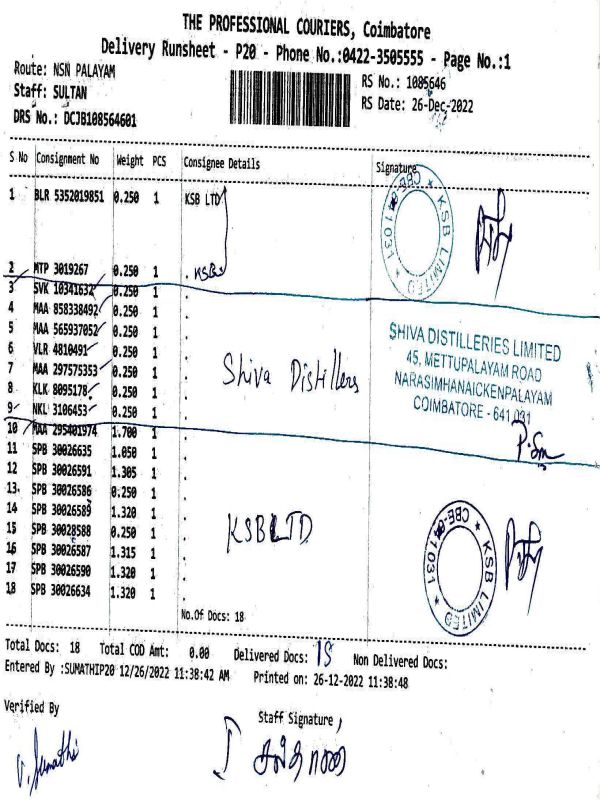 THE PROFESSIONAL COURIERS, Coimbatore
Delivery Runsheet - P20 - Phone No.:0422-3505555 - Page No.:1
Route: NSN PALAYAM
RS No.: 1085646
Staff: SULTAN
RS Date: 26-Dec-2022
DRS No.: DCJB108564601
S No Consignment No Weight PCS Consignee Details Signature
1 BLR 5352019851 0.250 1 KSB LTD
2 MTP 3019267 0.250 1 . KSB
3 SVK 10341632 0.250 1 .
4 MAA 858338492 0.250 1 .
5 MAA 565937052 0.250 1 .
6 VLR 4810491 0.250 1 .
7 MAA 297575353 0.250 1 .
8 KLK 8095178 0.250 1 .
9 NKL 3106453 0.250 1 .
Shiva Distillers
10 MAA 295401974 1.700 1 .
11 SPB 30026635 1.050 1 .
12 SPB 30026591 1.305 1 .
13 SPB 30026586 0.250 1 .
14 SPB 30026589 1.320 1 .
15 SPB 30028588 0.250 1 .
16 SPB 30026587 1.315 1 .
17 SPB 30026590 1.320 1 .
18 SPB 30026634 1.320 1 .
KSB LTD
KSB LIMITED * CBE-641031 *
SHIVA DISTILLERIES LIMITED
45, METTUPALAYAM ROAD
NARASIMHANAICKENPALAYAM
COIMBATORE - 641 031
P. Sm
KSB LIMITED * CBE-641031 *
No.Of Docs: 18
Total Docs: 18 Total COD Amt: 0.00 Delivered Docs: 18 Non Delivered Docs:
Entered By :SUMATHIP20 12/26/2022 11:38:42 AM Printed on: 26-12-2022 11:38:48
Verified By
Staff Signature,
V. Sumathi
சுல்தான்